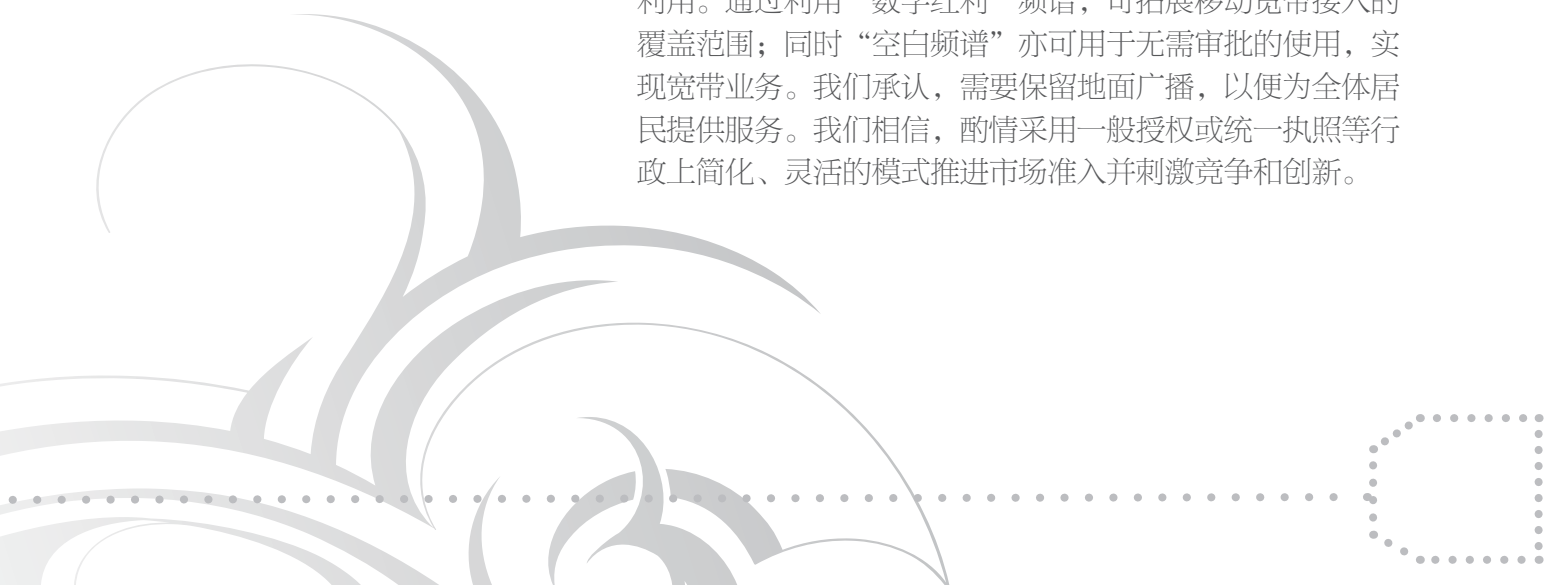 利用。通过利用“数字红利”频谱，可拓展移动宽带接入的
覆盖范围；同时“空白频谱”亦可用于无需审批的使用，实
现宽带业务。我们承认，需要保留地面广播，以便为全体居
民提供服务。我们相信，酌情采用一般授权或统一执照等行
政上简化、灵活的模式推进市场准入并刺激竞争和创新。